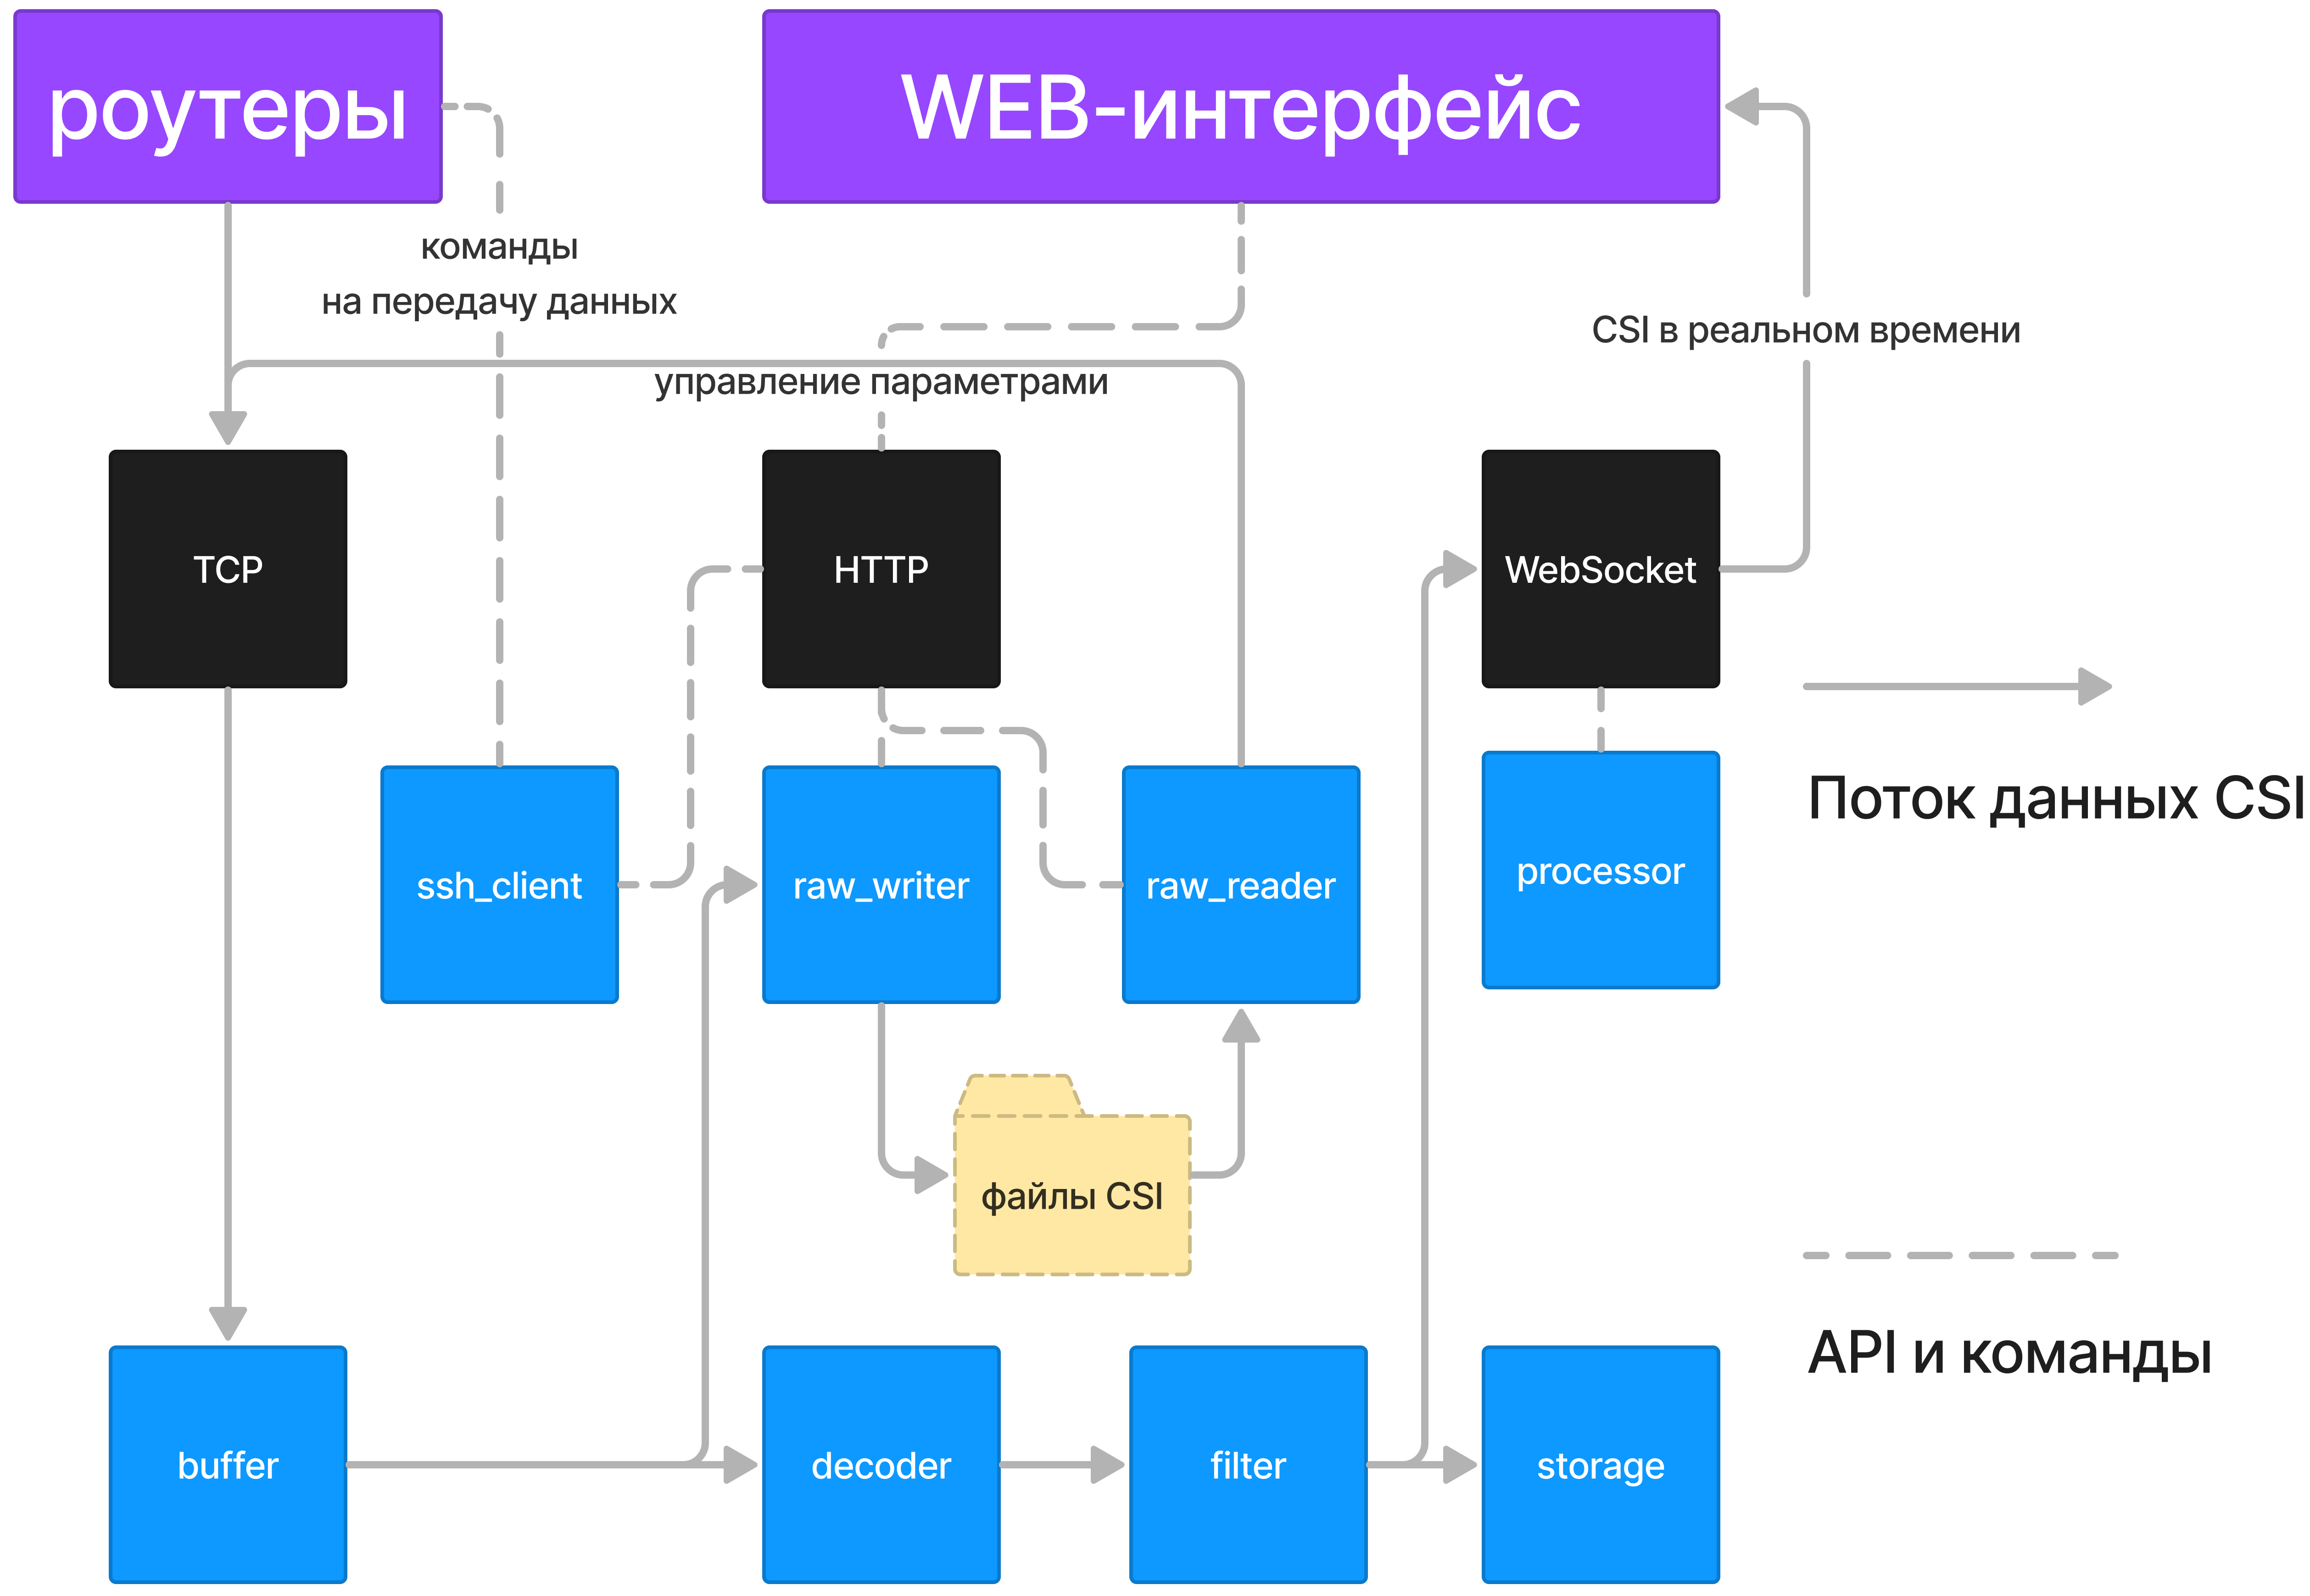 роутеры
WEB-интерфейс
команды
на передачу данных
CSI в реальном времени
управление параметрами
TCP
HTTP
WebSocket
Поток данных CSI
ssh_client
raw_writer
raw_reader
processor
файлы CSI
API и команды
buffer
decoder
filter
storage